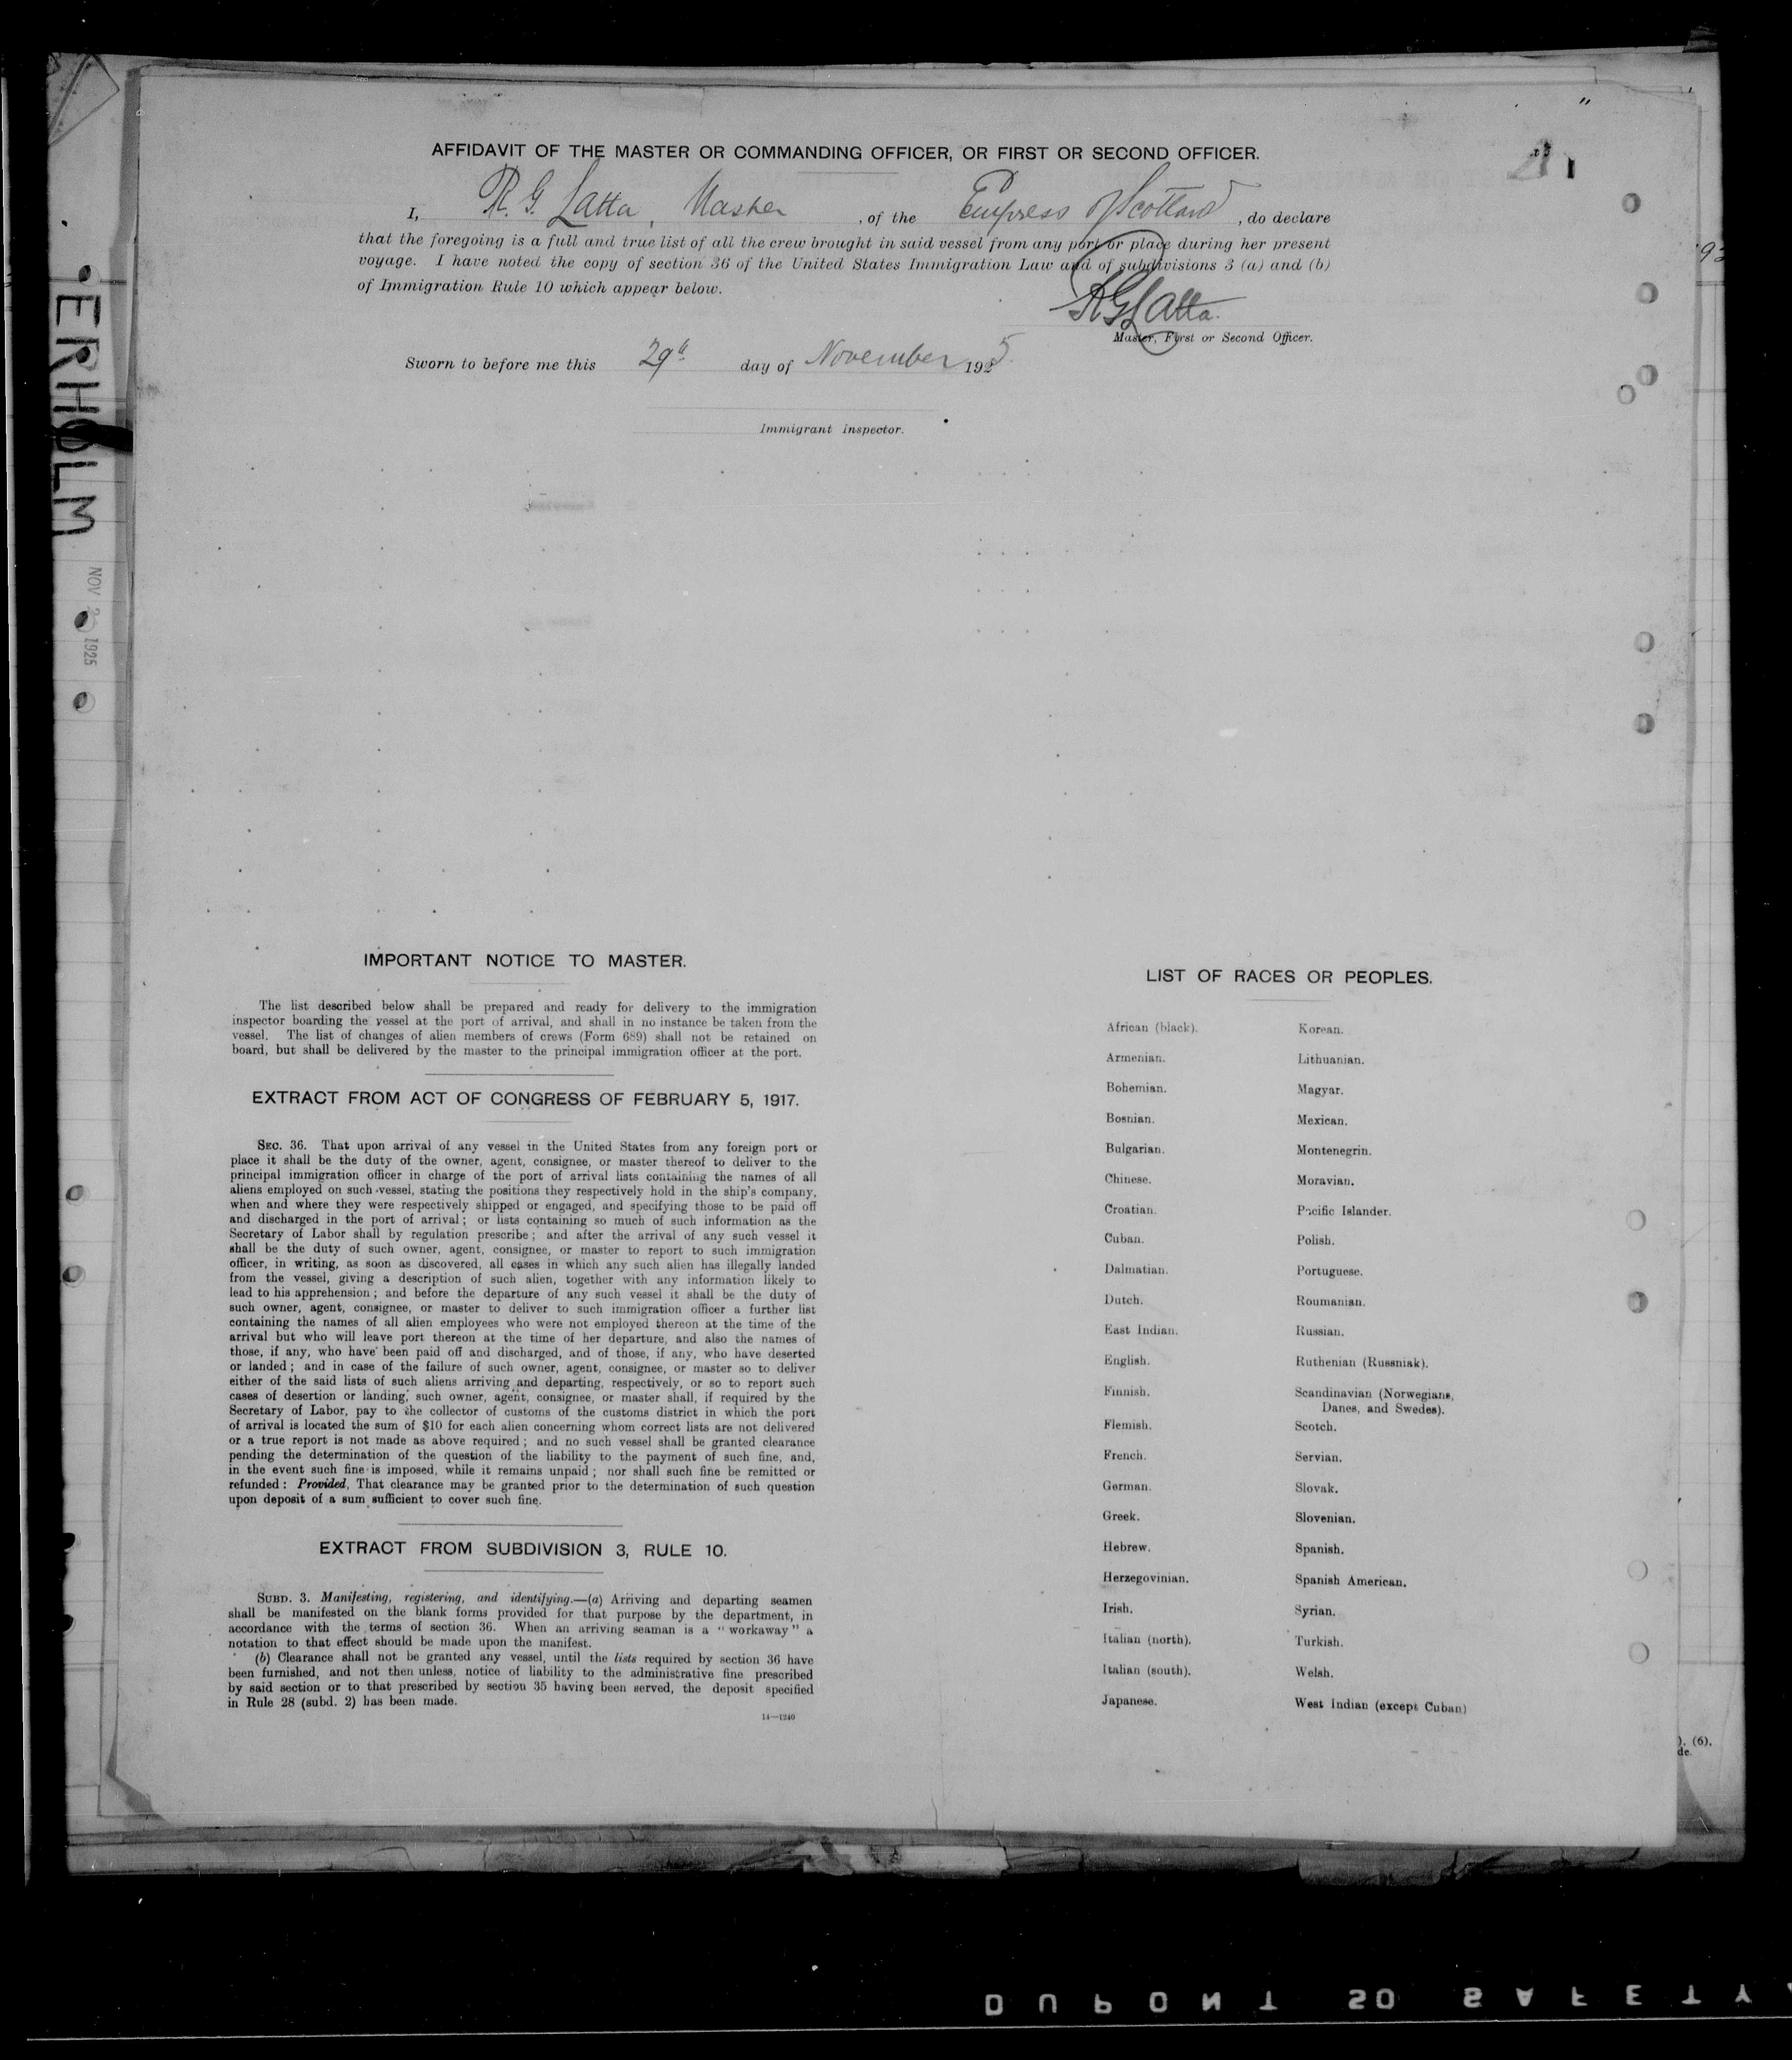 AFFIDAVIT OF THE MASTER OR COMMANDING OFFICER, OR FIRST OR SECOND OFFICER.
I, R. G. Latta, Master, of the Empress of Scotland, do declare
that the foregoing is a full and true list of all the crew brought in said vessel from any port or place during her present
voyage. I have noted the copy of section 36 of the United States Immigration Law and of subdivisions 3 (a) and (b)
of Immigration Rule 10 which appear below.
R G Latta.
Master, First or Second Officer.
Sworn to before me this 29th day of November 1925.
Immigrant Inspector.
ERHOLM
NOV 2 1925
IMPORTANT NOTICE TO MASTER.
The list described below shall be prepared and ready for delivery to the immigration
inspector boarding the vessel at the port of arrival, and shall in no instance be taken from the
vessel. The list of changes of alien members of crews (Form 689) shall not be retained on
board, but shall be delivered by the master to the principal immigration officer at the port.
EXTRACT FROM ACT OF CONGRESS OF FEBRUARY 5, 1917.
SEC. 36. That upon arrival of any vessel in the United States from any foreign port or
place it shall be the duty of the owner, agent, consignee, or master thereof to deliver to the
principal immigration officer in charge of the port of arrival lists containing the names of all
aliens employed on such vessel, stating the positions they respectively hold in the ship's company,
when and where they were respectively shipped or engaged, and specifying those to be paid off
and discharged in the port of arrival; or lists containing so much of such information as the
Secretary of Labor shall by regulation prescribe; and after the arrival of any such vessel it
shall be the duty of such owner, agent, consignee, or master to report to such immigration
officer, in writing, as soon as discovered, all cases in which any such alien has illegally landed
from the vessel, giving a description of such alien, together with any information likely to
lead to his apprehension; and before the departure of any such vessel it shall be the duty of
such owner, agent, consignee, or master to deliver to such immigration officer a further list
containing the names of all alien employees who were not employed thereon at the time of the
arrival but who will leave port thereon at the time of her departure, and also the names of
those, if any, who have been paid off and discharged, and of those, if any, who have deserted
or landed; and in case of the failure of such owner, agent, consignee, or master so to deliver
either of the said lists of such aliens arriving and departing, respectively, or so to report such
cases of desertion or landing, such owner, agent, consignee, or master shall, if required by the
Secretary of Labor, pay to the collector of customs of the customs district in which the port
of arrival is located the sum of $10 for each alien concerning whom correct lists are not delivered
or a true report is not made as above required; and no such vessel shall be granted clearance
pending the determination of the question of the liability to the payment of such fine, and,
in the event such fine is imposed, while it remains unpaid; nor shall such fine be remitted or
refunded: Provided, That clearance may be granted prior to the determination of such question
upon deposit of a sum sufficient to cover such fine.
EXTRACT FROM SUBDIVISION 3, RULE 10.
SUBD. 3. Manifesting, registering, and identifying.—(a) Arriving and departing seamen
shall be manifested on the blank forms provided for that purpose by the department, in
accordance with the terms of section 36. When an arriving seaman is a "workaway" a
notation to that effect should be made upon the manifest.
(b) Clearance shall not be granted any vessel, until the lists required by section 36 have
been furnished, and not then unless, notice of liability to the administrative fine prescribed
by said section or to that prescribed by section 35 having been served, the deposit specified
in Rule 28 (subd. 2) has been made.
14—1240
LIST OF RACES OR PEOPLES.
African (black). Korean.
Armenian. Lithuanian.
Bohemian. Magyar.
Bosnian. Mexican.
Bulgarian. Montenegrin.
Chinese. Moravian.
Croatian. Pacific Islander.
Cuban. Polish.
Dalmatian. Portuguese.
Dutch. Roumanian.
East Indian. Russian.
English. Ruthenian (Russniak).
Finnish. Scandinavian (Norwegians,
Danes, and Swedes).
Flemish. Scotch.
French. Servian.
German. Slovak.
Greek. Slovenian.
Hebrew. Spanish.
Herzegovinian. Spanish American.
Irish. Syrian.
Italian (north). Turkish.
Italian (south). Welsh.
Japanese. West Indian (except Cuban)
), (6).
de.
DUPONT SO SAFETY